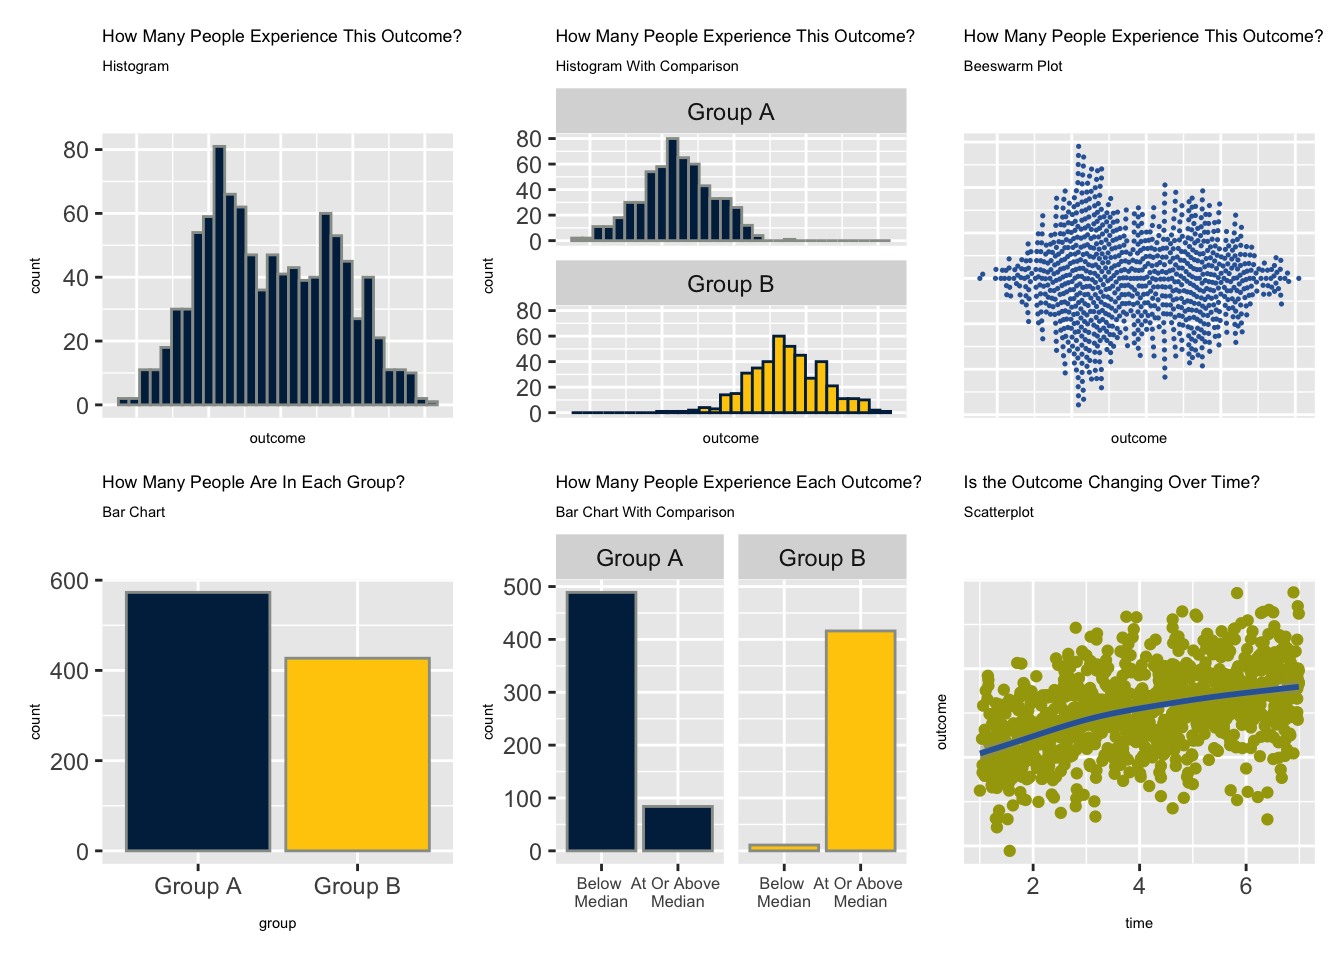 How Many People Experience This Outcome?
Histogram
80
60
40
20
0
count
outcome
How Many People Experience This Outcome?
Histogram With Comparison
Group A
80
60
40
20
0
Group B
80
60
40
20
0
count
outcome
How Many People Experience This Outcome?
Beeswarm Plot
outcome
How Many People Are In Each Group?
Bar Chart
600
400
200
0
count
Group A
Group B
group
How Many People Experience Each Outcome?
Bar Chart With Comparison
Group A
Group B
500
400
300
200
100
0
count
Below
Median
At Or Above
Median
Below
Median
At Or Above
Median
Is the Outcome Changing Over Time?
Scatterplot
outcome
2
4
6
time